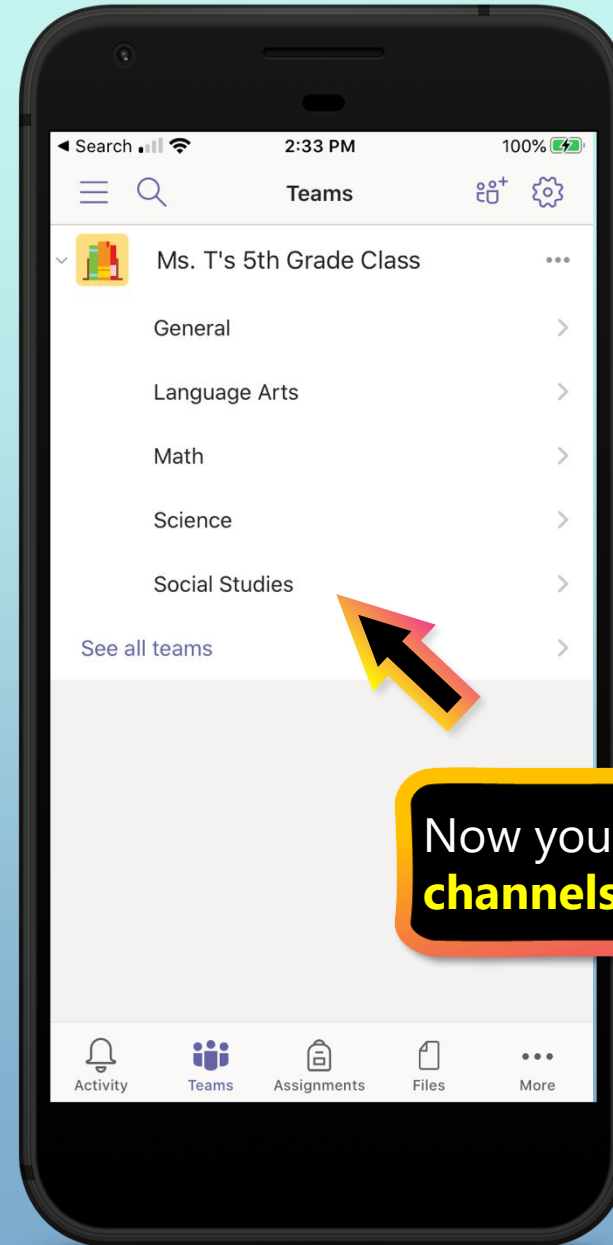 Search 2:33 PM 100%
Teams
Ms. T's 5th Grade Class
General
Language Arts
Math
Science
Social Studies
See all teams
Now you
channels
Activity Teams Assignments Files More